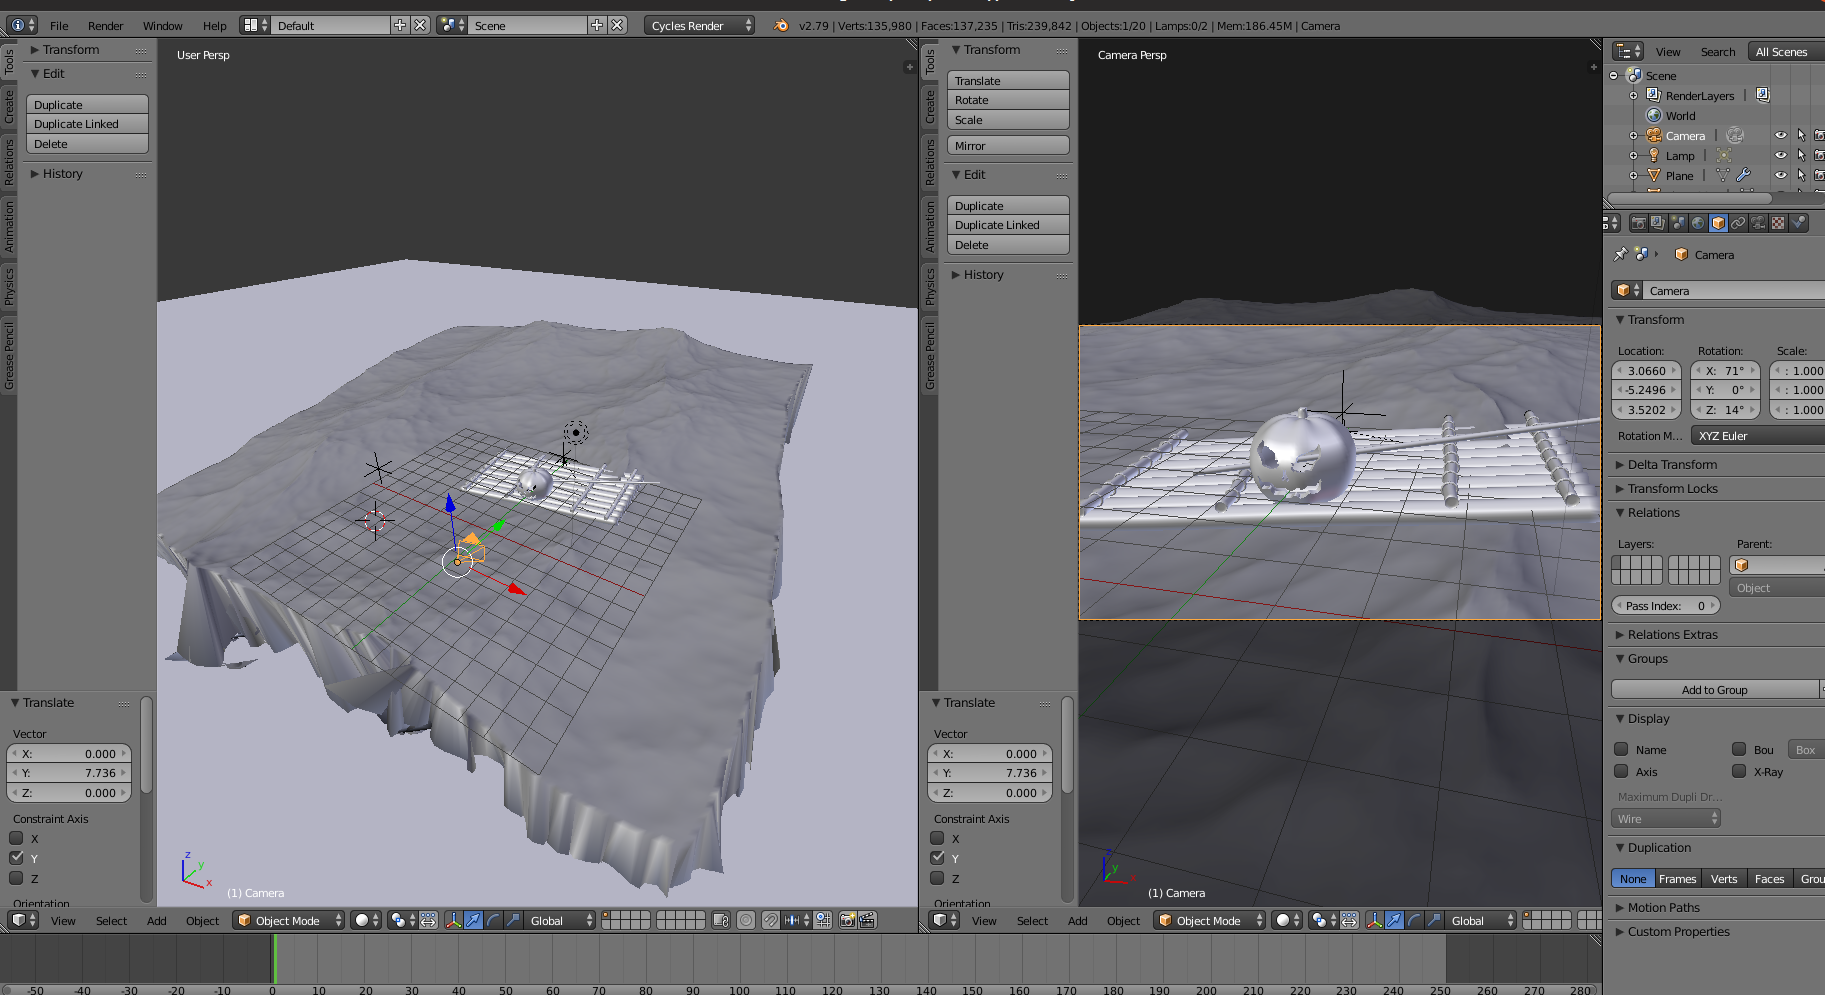 File Render Window Help Default Scene Cycles Render v2.79 | Verts:135,980 | Faces:137,235 | Tris:239,842 | Objects:1/20 | Lamps:0/2 | Mem:186.45M | Camera
Tools
Create
Relations
Animation
Physics
Grease Pencil
Transform
Edit
Duplicate
Duplicate Linked
Delete
History
Translate
Vector
X: 0.000
Y: 7.736
Z: 0.000
Constraint Axis
X
Y
Z
Orientation
User Persp
z
y
x
(1) Camera
View Select Add Object Object Mode Global
Tools
Create
Relations
Animation
Physics
Grease Pencil
Transform
Translate
Rotate
Scale
Mirror
Edit
Duplicate
Duplicate Linked
Delete
History
Translate
Vector
X: 0.000
Y: 7.736
Z: 0.000
Constraint Axis
X
Y
Z
Orientation
Camera Persp
z
y
x
(1) Camera
View Select Add Object Object Mode Global
View Search All Scenes
Scene
RenderLayers |
World
Camera |
Lamp |
Plane |
Camera
Camera
Transform
Location: Rotation: Scale:
3.0660 X: 71° : 1.000
-5.2496 Y: 0° : 1.000
3.5202 Z: 14° : 1.000
Rotation M... XYZ Euler
Delta Transform
Transform Locks
Relations
Layers: Parent:
Object
Pass Index: 0
Relations Extras
Groups
Add to Group
Display
Name Bou Box
Axis X-Ray
Maximum Dupli Dr...
Wire
Duplication
None Frames Verts Faces Grou
Motion Paths
Custom Properties
-50 -40 -30 -20 -10 0 10 20 30 40 50 60 70 80 90 100 110 120 130 140 150 160 170 180 190 200 210 220 230 240 250 260 270 280